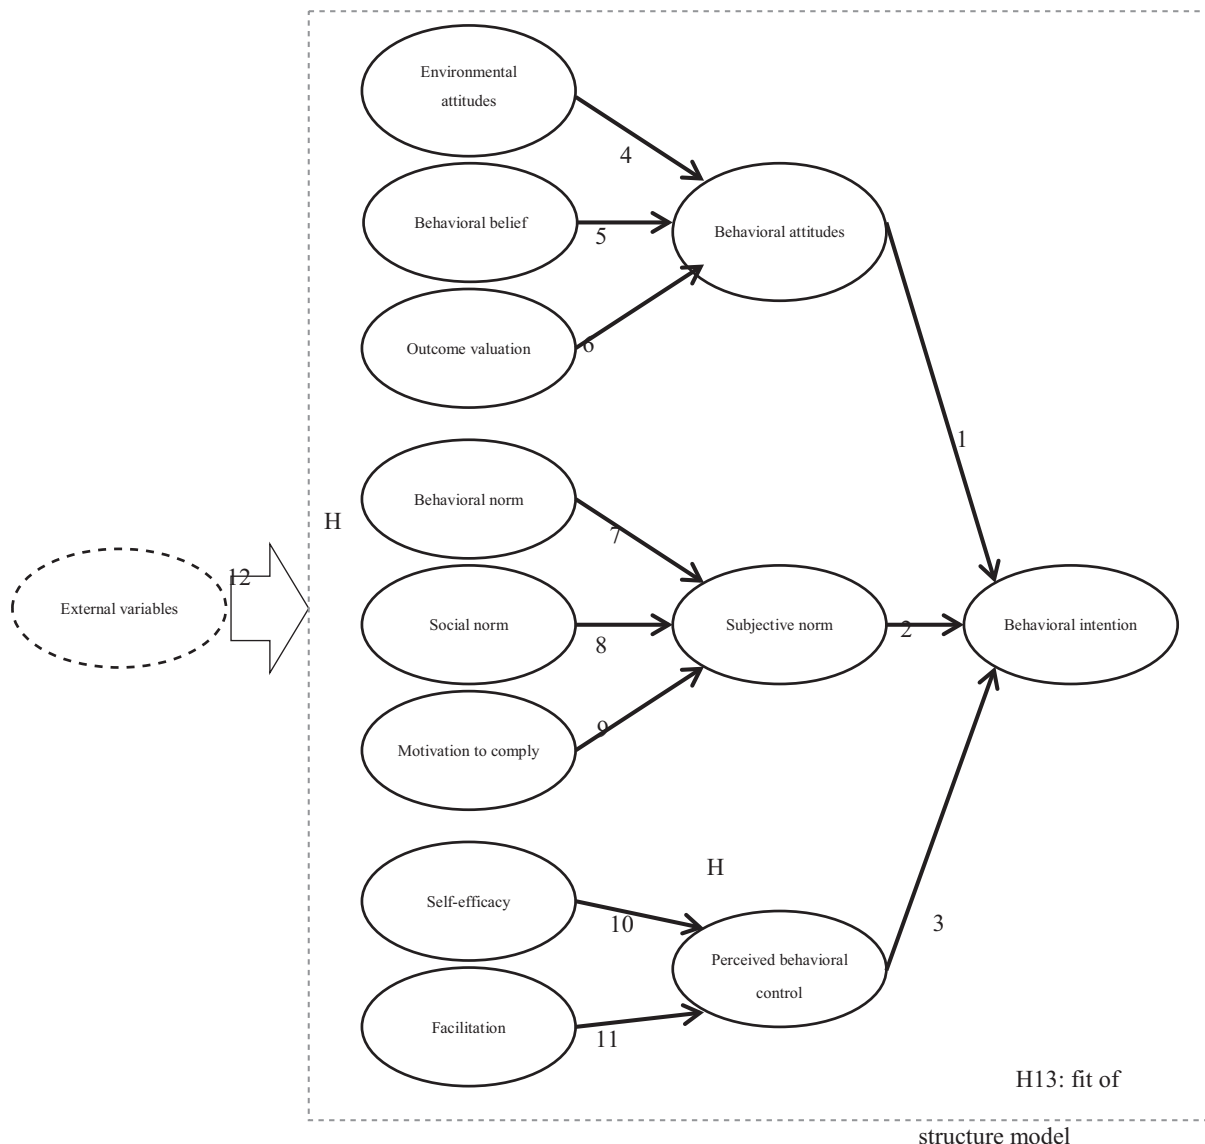 Environmental
attitudes
4
Behavioral belief
5
Behavioral attitudes
Outcome valuation
6
1
Behavioral norm
H
7
12
External variables
Social norm
8
Subjective norm
2
Behavioral intention
Motivation to comply
9
H
Self-efficacy
10
3
Perceived behavioral
control
Facilitation
11
H13: fit of
structure model